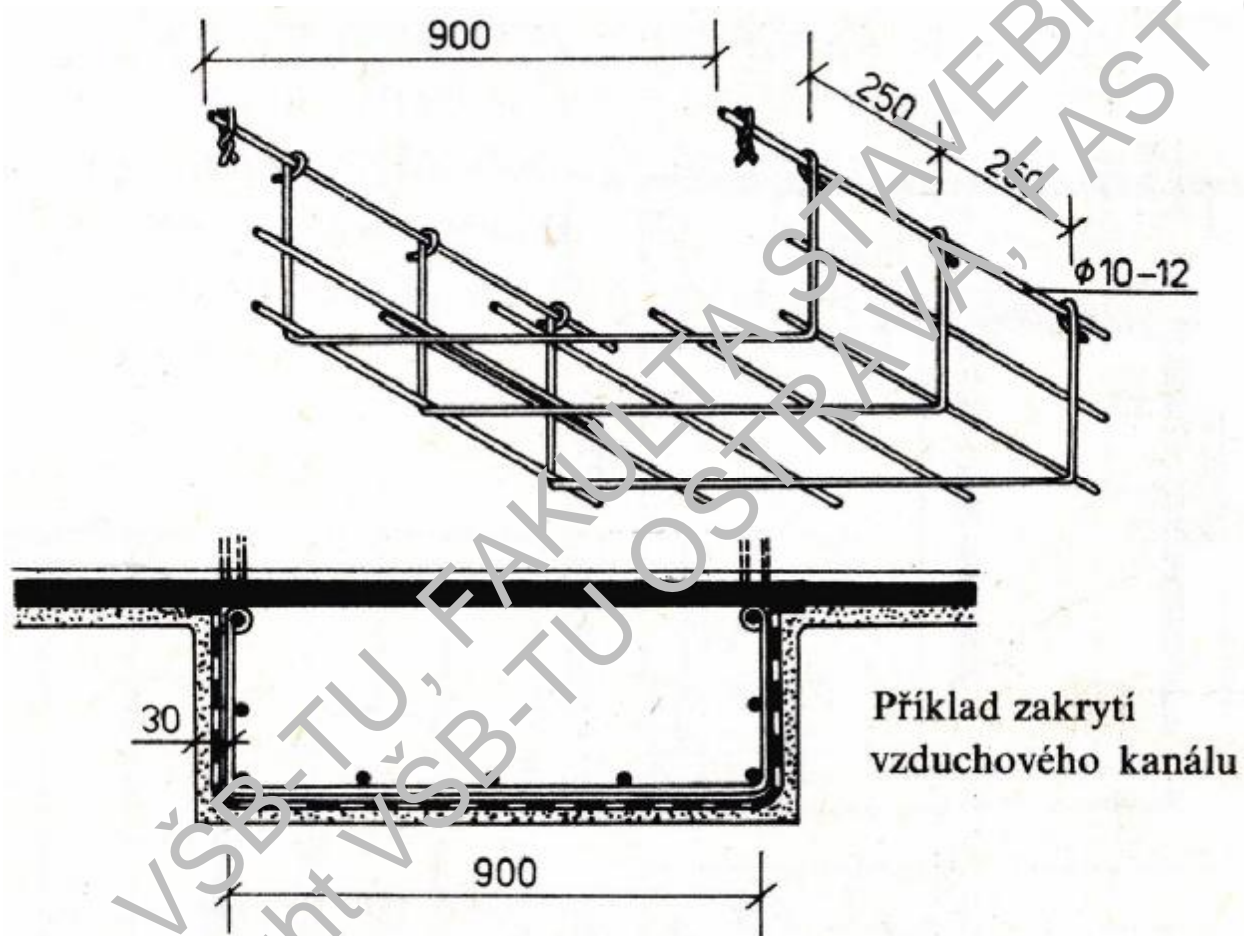 900
250
250
φ10-12
30
Příklad zakrytí
vzduchového kanálu
900
VŠB-TU, FAKULTA STAVEBNÍ
VŠB-TU OSTRAVA, FAST